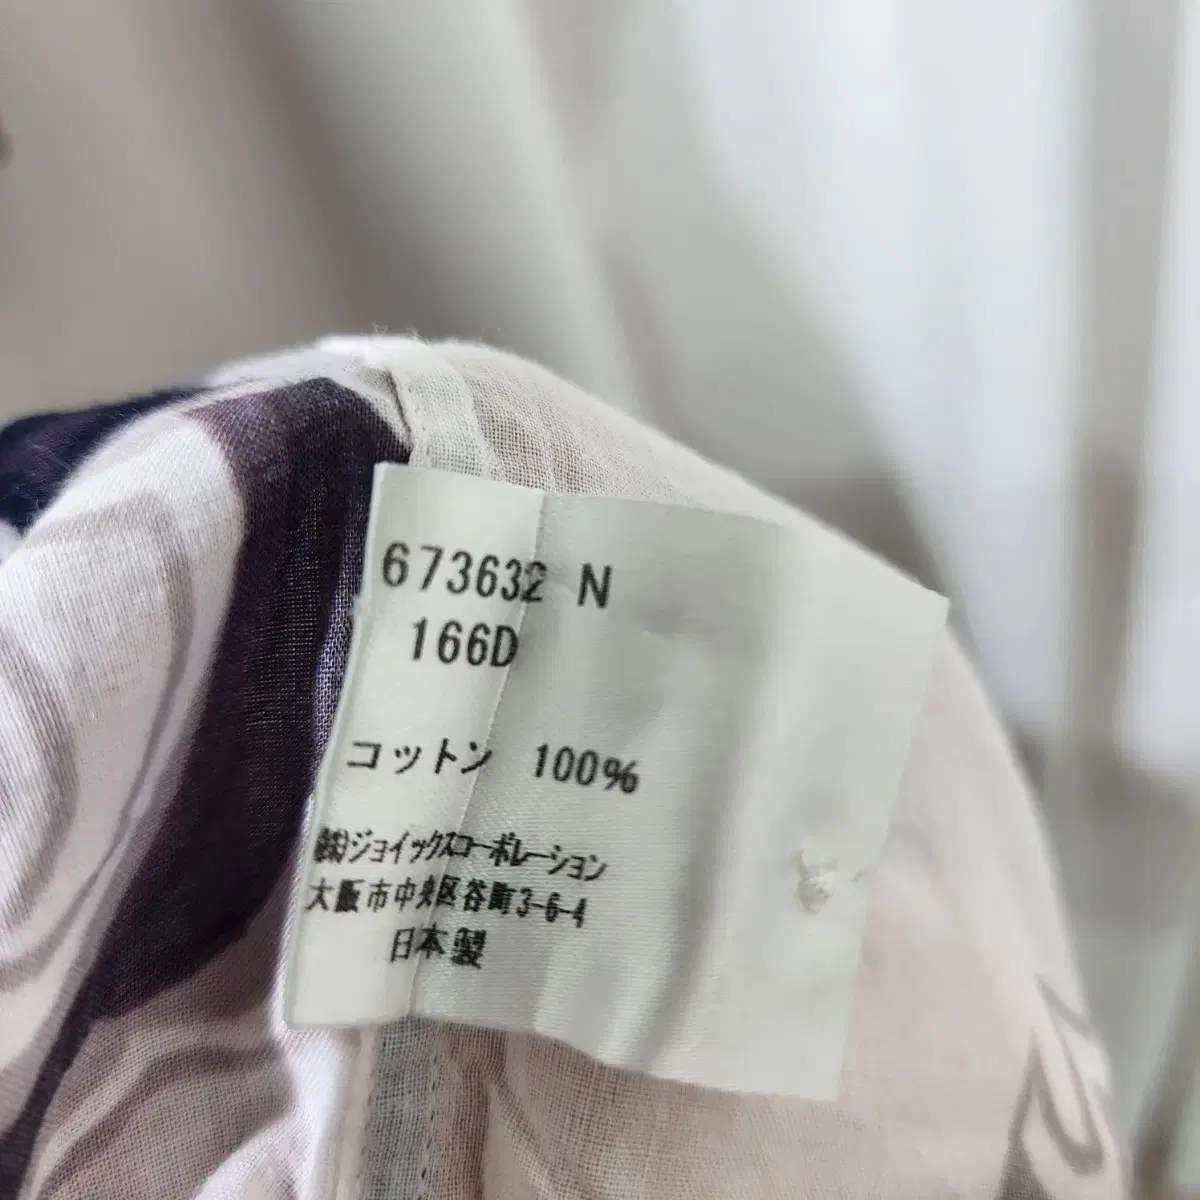 673632 N
166D
コットン 100%
㈱ジョイックスコーポレーション
大阪市中央区谷町3-6-4
日本製